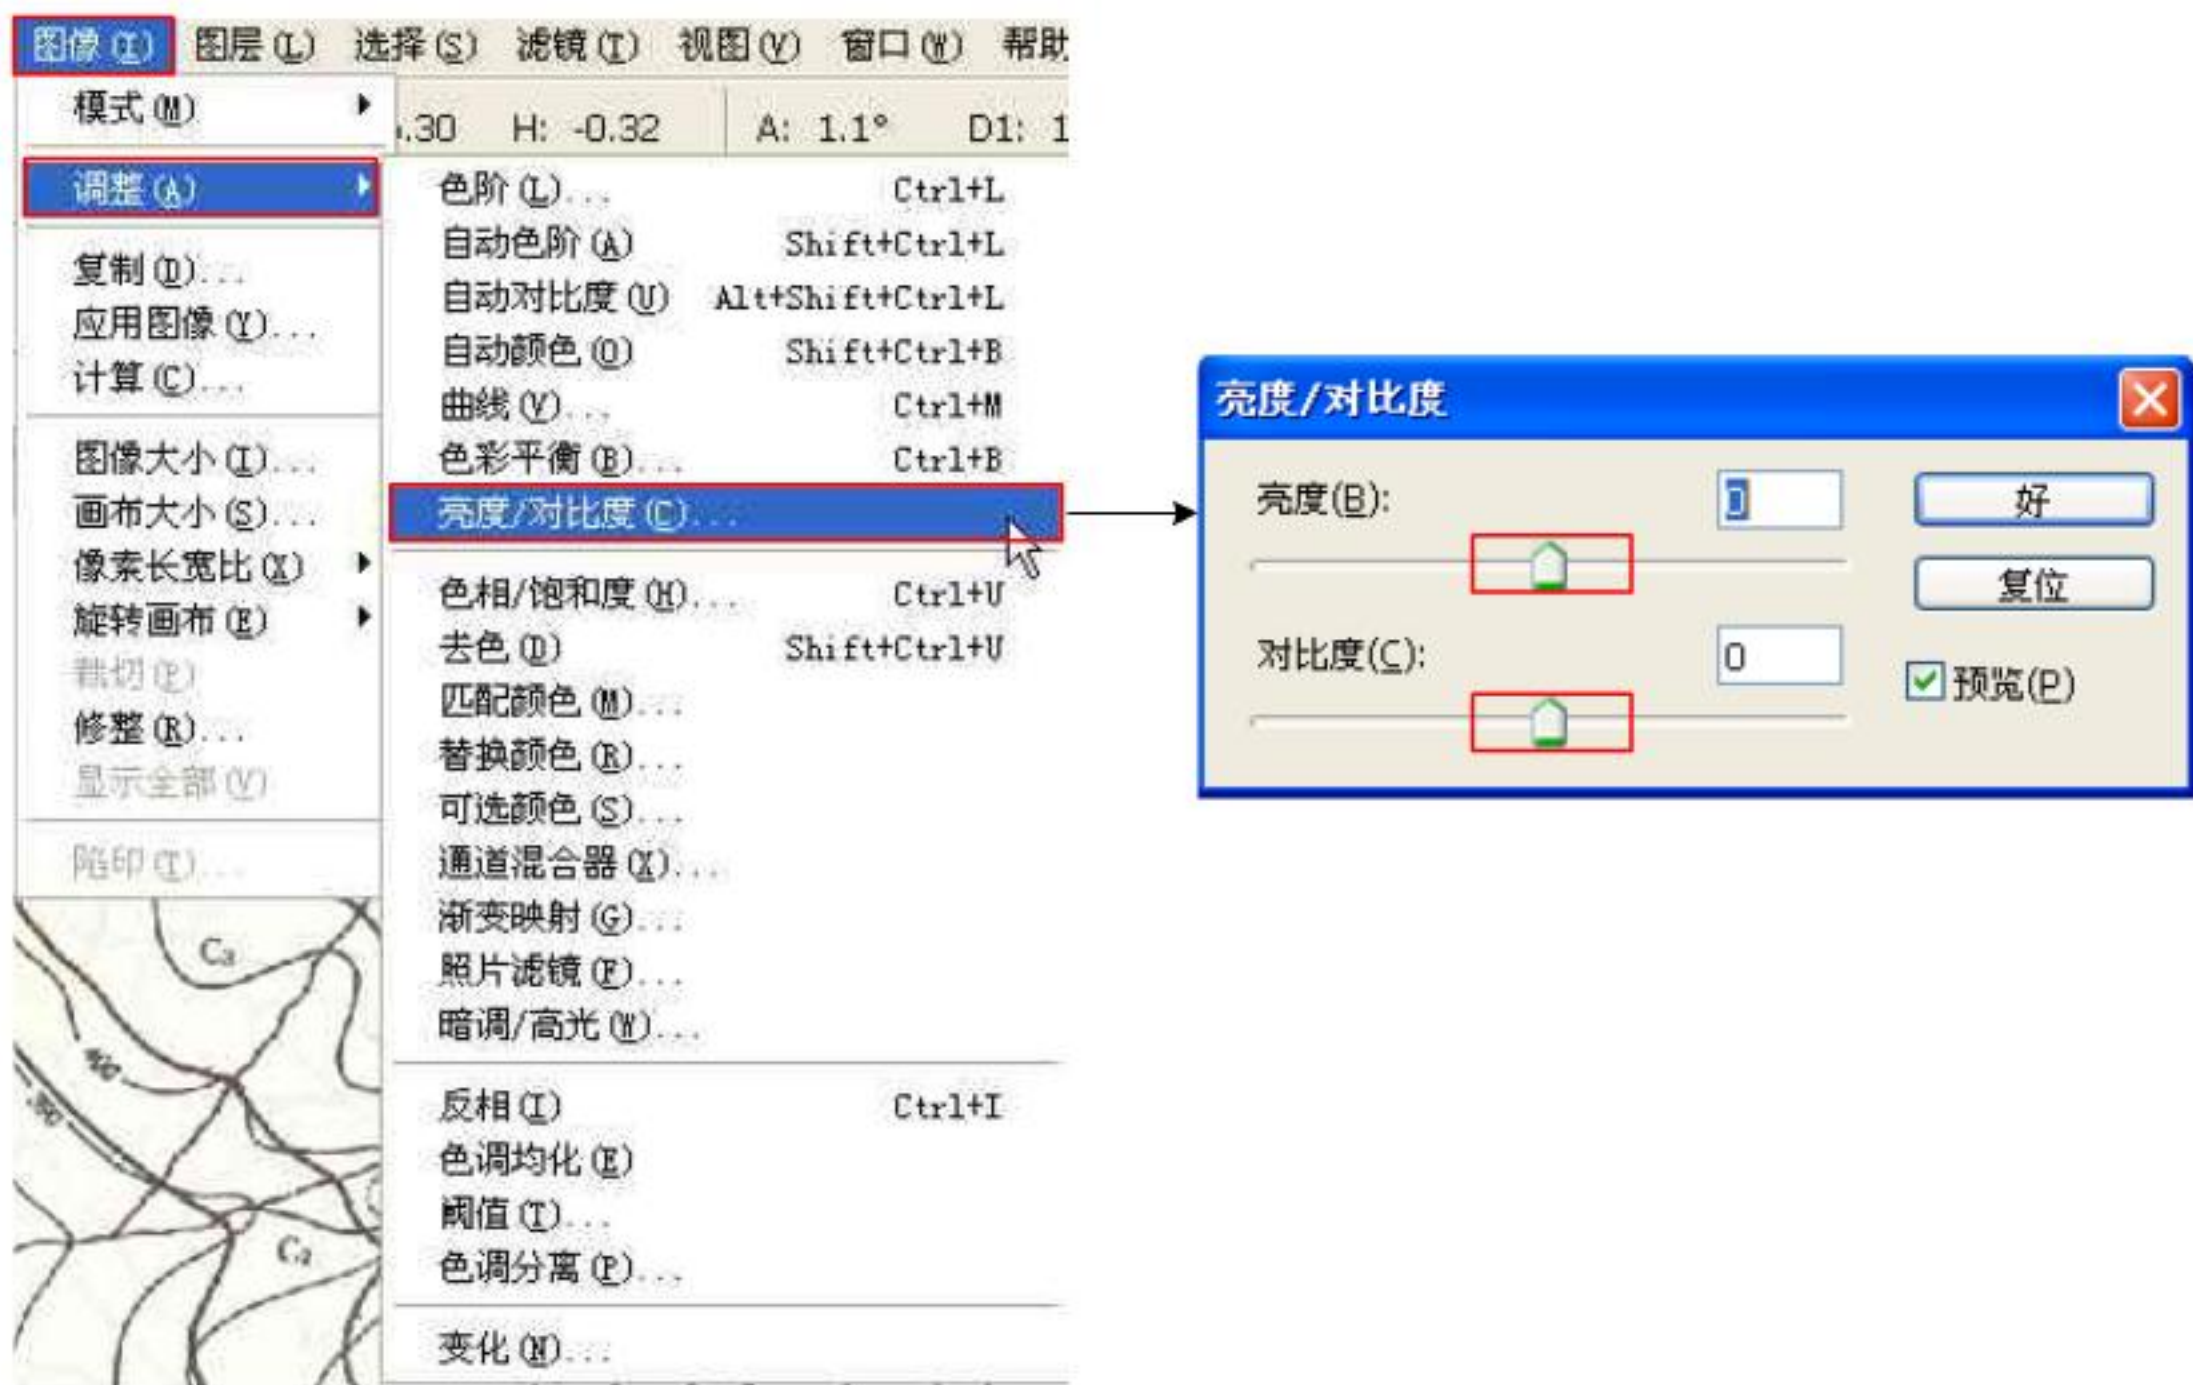 图像(I) 图层(L) 选择(S) 滤镜(T) 视图(V) 窗口(W) 帮助
模式(M)
.30 H: -0.32 A: 1.1° D1: 1
调整(A)
复制(D)...
应用图像(Y)...
计算(C)...
图像大小(I)...
画布大小(S)...
像素长宽比(X)
旋转画布(E)
裁切(P)
修整(R)...
显示全部(V)
陷印(T)...
色阶(L)... Ctrl+L
自动色阶(A) Shift+Ctrl+L
自动对比度(U) Alt+Shift+Ctrl+L
自动颜色(O) Shift+Ctrl+B
曲线(V)... Ctrl+M
色彩平衡(B)... Ctrl+B
亮度/对比度(C)...
色相/饱和度(H)... Ctrl+U
去色(D) Shift+Ctrl+U
匹配颜色(M)...
替换颜色(R)...
可选颜色(S)...
通道混合器(X)...
渐变映射(G)...
照片滤镜(F)...
暗调/高光(W)...
反相(I) Ctrl+I
色调均化(E)
阈值(T)...
色调分离(P)...
变化(N)...
亮度/对比度
亮度(B): 0
好
复位
对比度(C): 0
预览(P)
Ca
400
390
C2